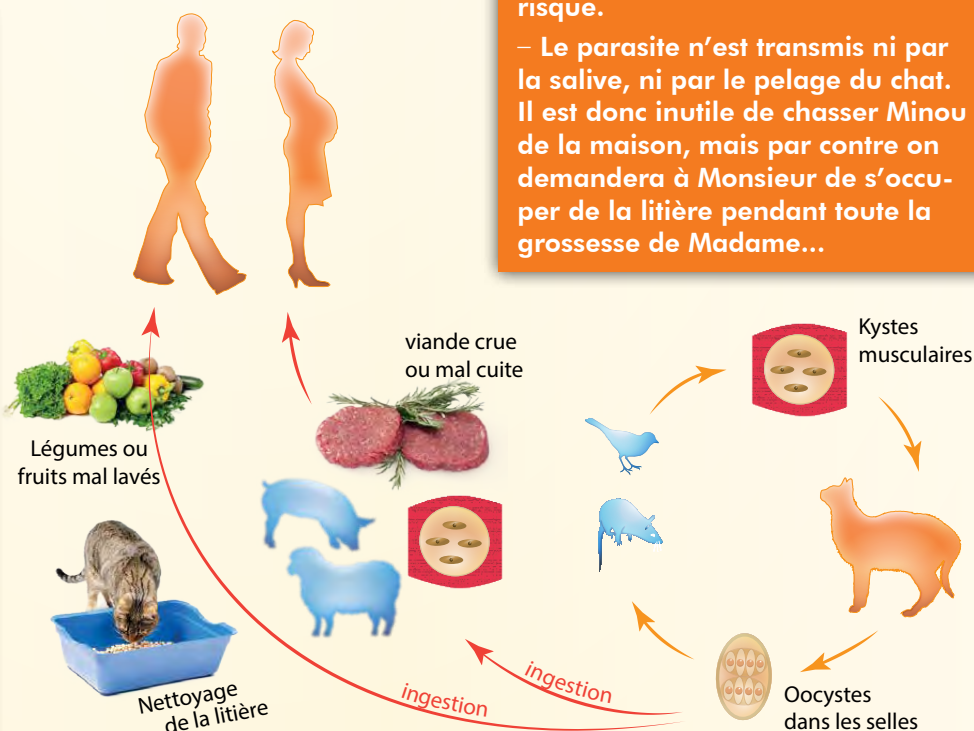 risque.
– Le parasite n’est transmis ni par
la salive, ni par le pelage du chat.
Il est donc inutile de chasser Minou
de la maison, mais par contre on
demandera à Monsieur de s’occu-
per de la litière pendant toute la
grossesse de Madame...
viande crue
ou mal cuite
Kystes
musculaires
Légumes ou
fruits mal lavés
Nettoyage
de la litière
ingestion
ingestion
Oocystes
dans les selles